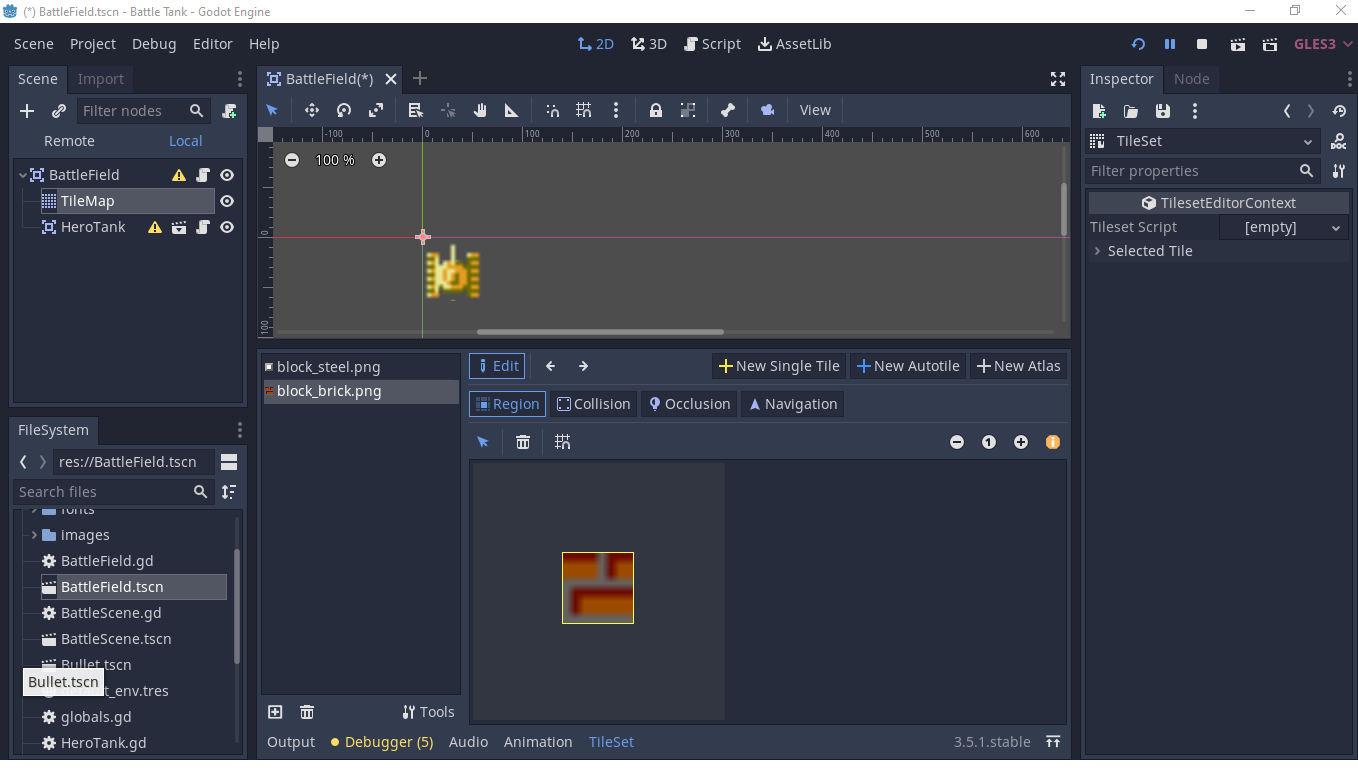 (*) BattleField.tscn - Battle Tank - Godot Engine
Scene Project Debug Editor Help
2D 3D Script AssetLib
GLES3
Scene Import
Filter nodes
Remote Local
BattleField
TileMap
HeroTank
FileSystem
res://BattleField.tscn
Search files
fonts
images
BattleField.gd
BattleField.tscn
BattleScene.gd
BattleScene.tscn
Bullet.tscn
Bullet.tscn
t_env.tres
globals.gd
HeroTank.gd
BattleField(*)
View
-100 0 100 200 300 400 500 600
100 %
0
100
block_steel.png
block_brick.png
Tools
Edit
New Single Tile New Autotile New Atlas
Region Collision Occlusion Navigation
1
Output Debugger (5) Audio Animation TileSet
3.5.1.stable
Inspector Node
TileSet
DOC
Filter properties
TilesetEditorContext
Tileset Script [empty]
Selected Tile